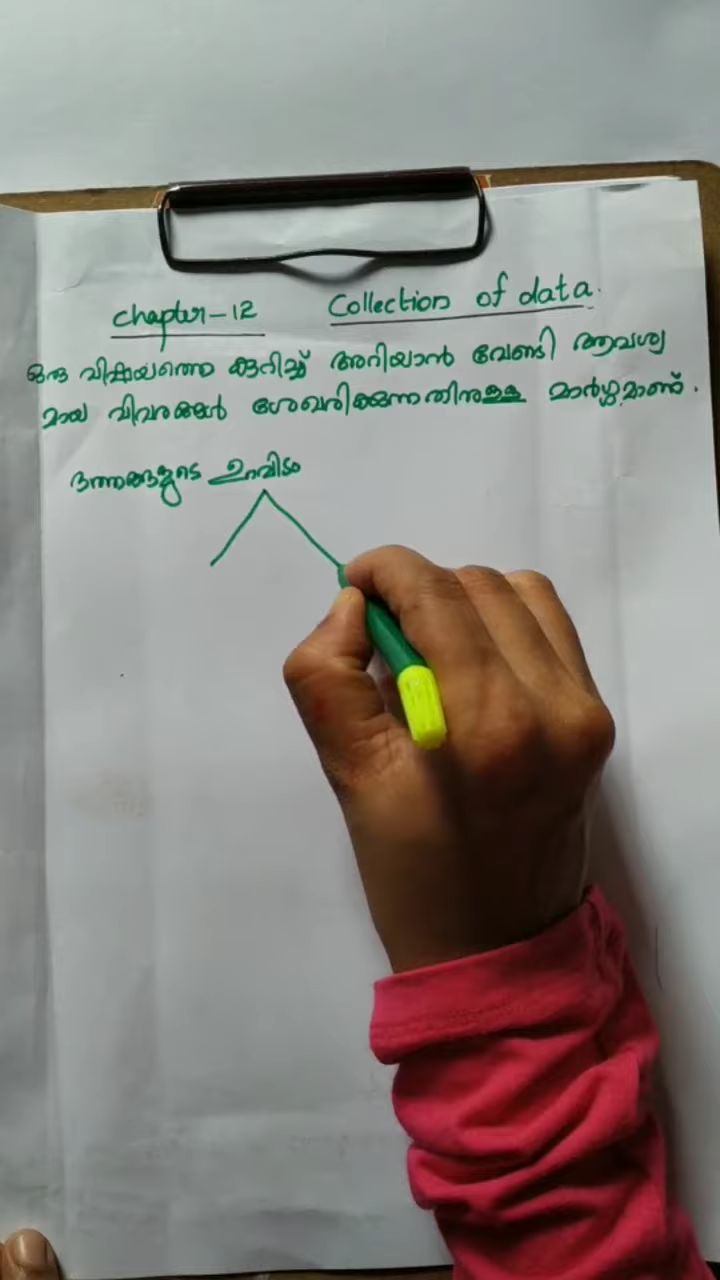 Chapter-12 Collection of data.
ഒരു വിഷയത്തെ കുറിച്ച് അറിയാൻ വേണ്ടി ആവശ്യ
മായ വിവരങ്ങൾ ശേഖരിക്കുന്നതിനുള്ള മാർഗ്ഗമാണ്.
ദത്തങ്ങളുടെ ഉറവിടം